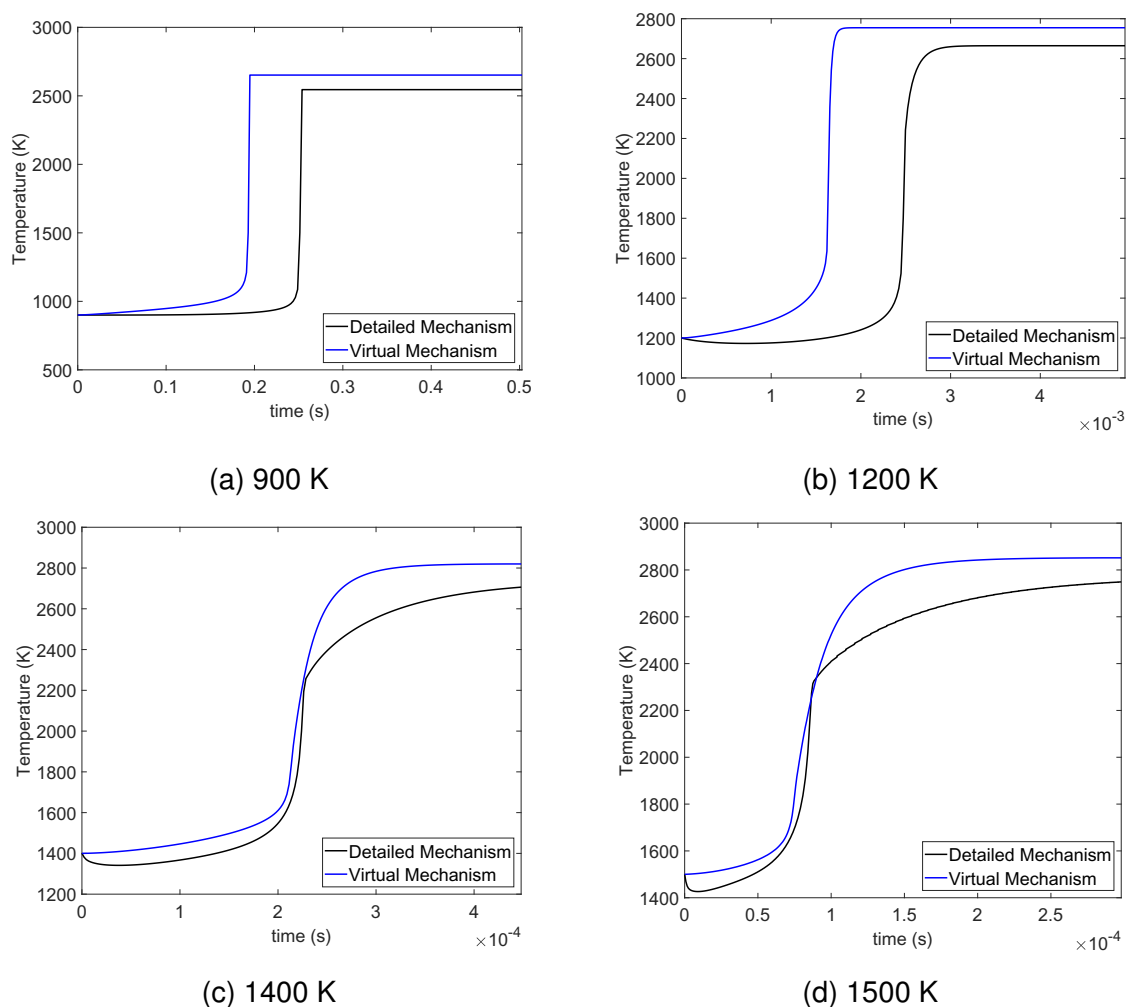 3000
2500
2000
1500
1000
500
Temperature (K)
0 0.1 0.2 0.3 0.4 0.5
time (s)
Detailed Mechanism
Virtual Mechanism
(a) 900 K
2800
2600
2400
2200
2000
1800
1600
1400
1200
1000
Temperature (K)
0 1 2 3 4
time (s)
×10-3
Detailed Mechanism
Virtual Mechanism
(b) 1200 K
3000
2800
2600
2400
2200
2000
1800
1600
1400
1200
Temperature (K)
0 1 2 3 4
time (s)
×10-4
Detailed Mechanism
Virtual Mechanism
(c) 1400 K
3000
2800
2600
2400
2200
2000
1800
1600
1400
Temperature (K)
0 0.5 1 1.5 2 2.5
time (s)
×10-4
Detailed Mechanism
Virtual Mechanism
(d) 1500 K